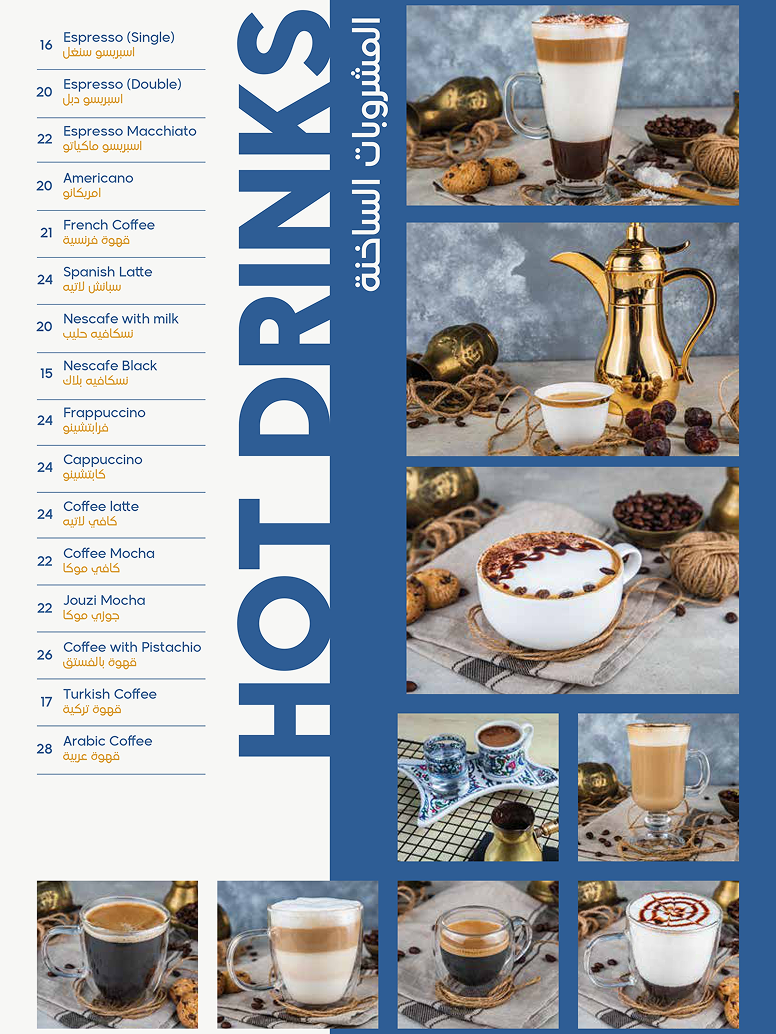 HOT DRINKS
المشروبات الساخنة
16 Espresso (Single)
اسبريسو سنغل
20 Espresso (Double)
اسبريسو دبل
22 Espresso Macchiato
اسبريسو ماكياتو
20 Americano
امريكانو
21 French Coffee
قهوة فرنسية
24 Spanish Latte
سبانش لاتيه
20 Nescafe with milk
نسكافيه حليب
15 Nescafe Black
نسكافيه بلاك
24 Frappuccino
فرابتشينو
24 Cappuccino
كابتشينو
24 Coffee latte
كافي لاتيه
22 Coffee Mocha
كافي موكا
22 Jouzi Mocha
جوزي موكا
26 Coffee with Pistachio
قهوة بالفستق
17 Turkish Coffee
قهوة تركية
28 Arabic Coffee
قهوة عربية